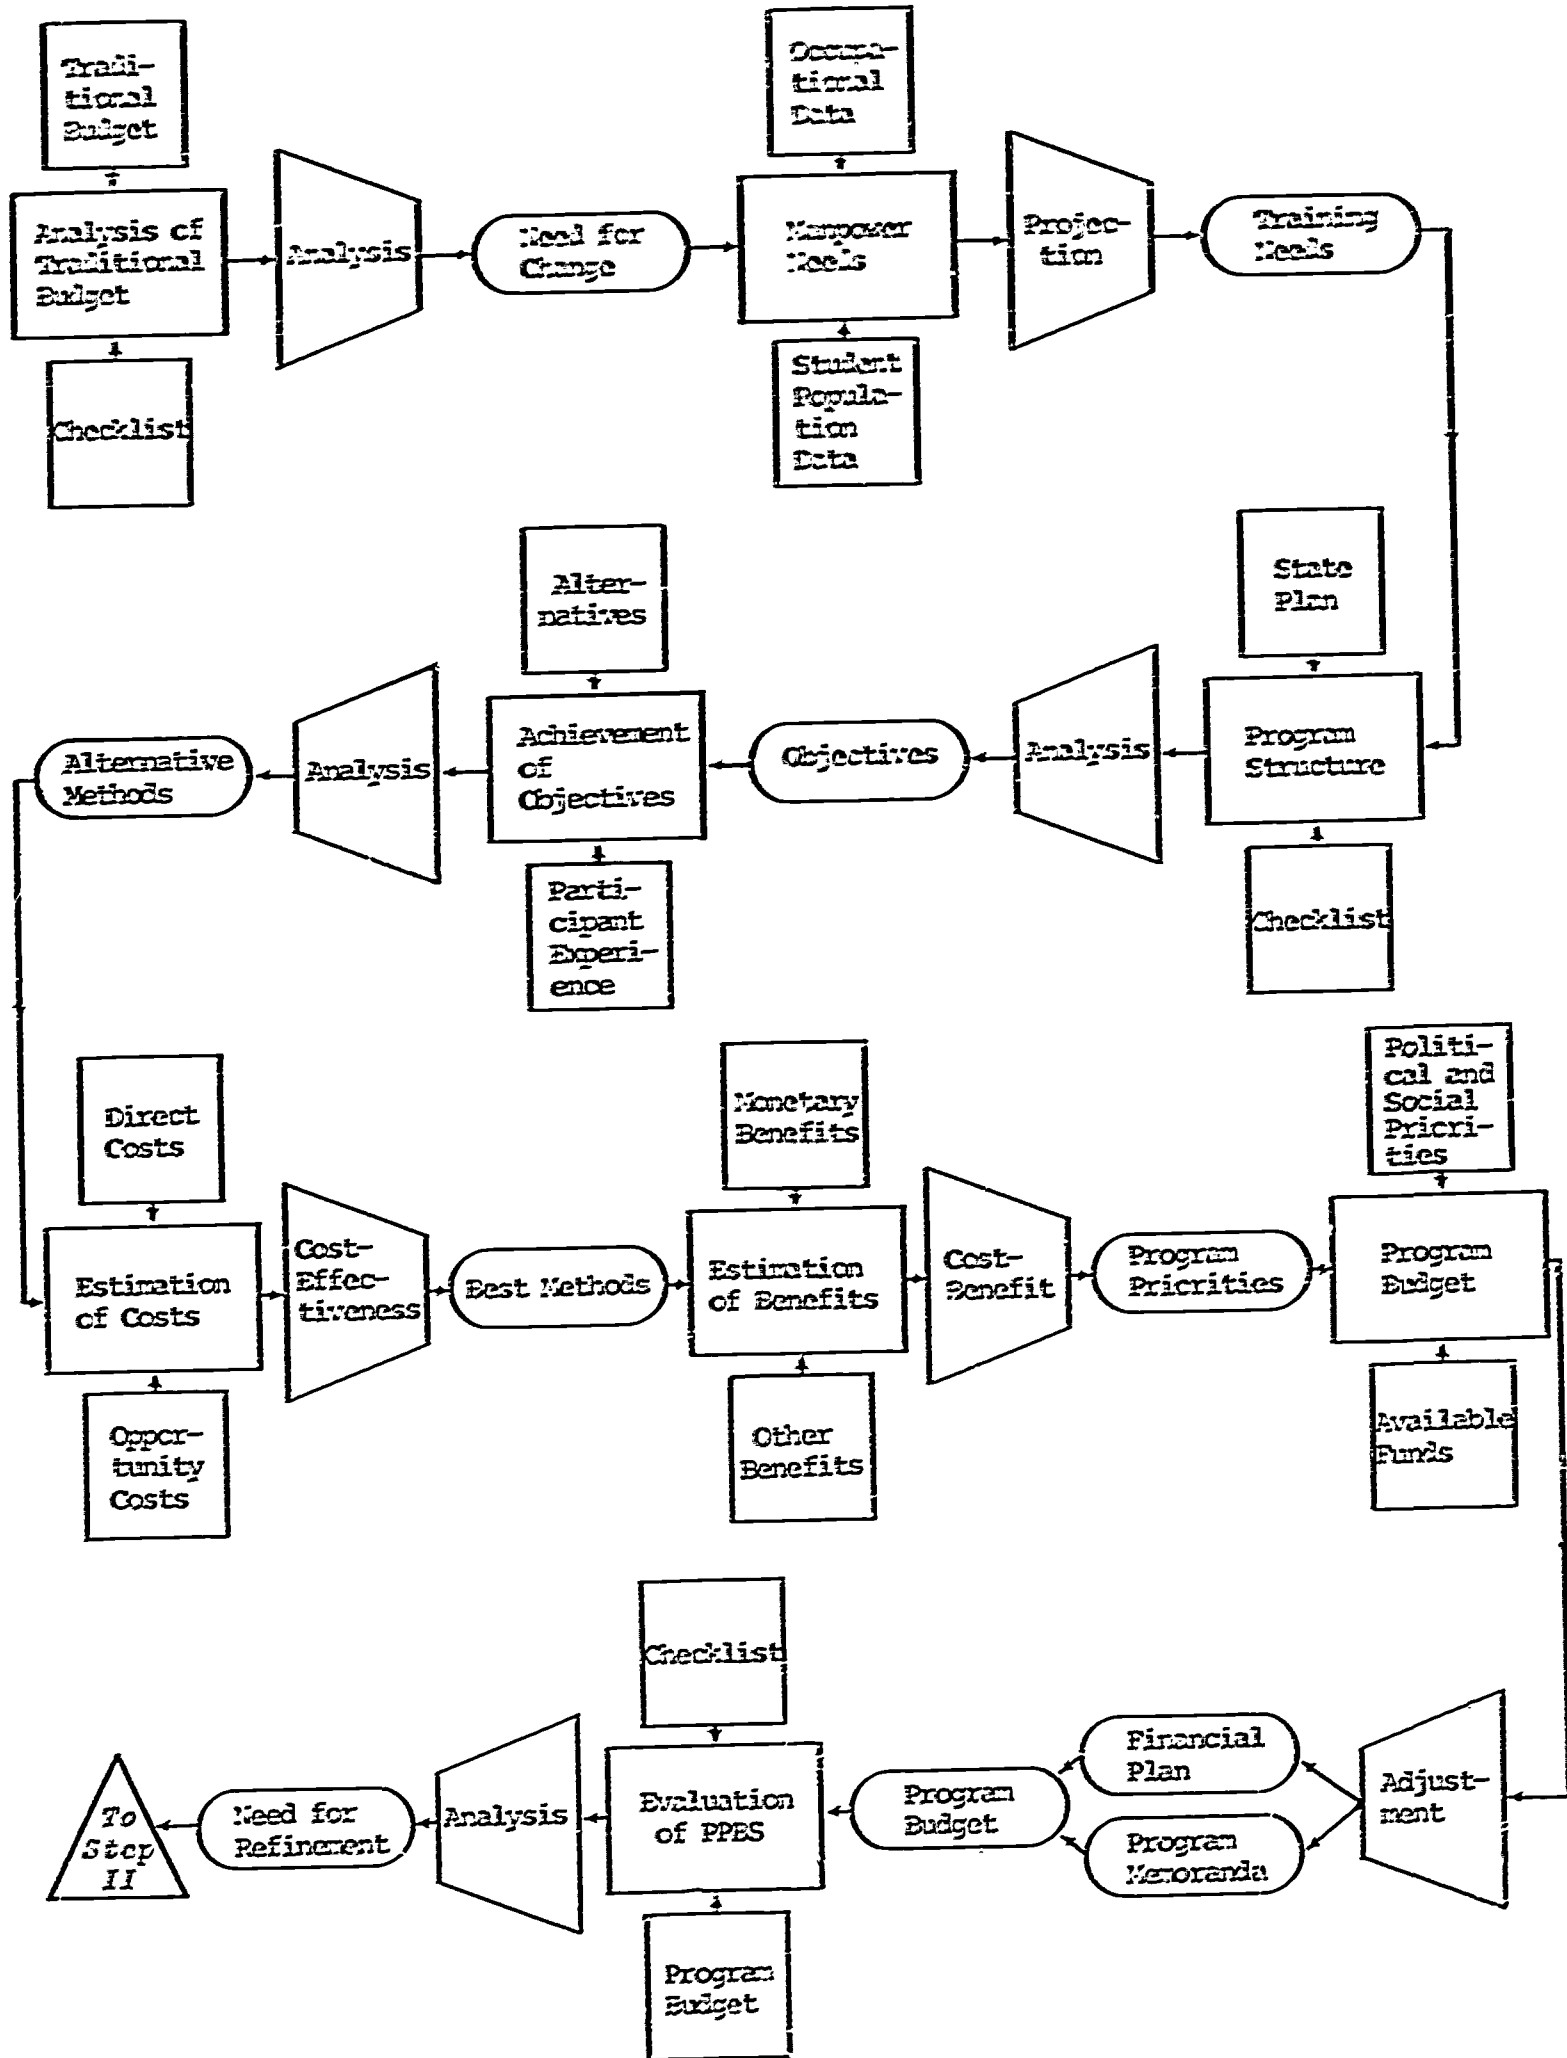 Tradi-
tional
Budget
Analysis of
Traditional
Budget
Checklist
Analysis
Need for
Change
Occupa-
tional
Data
Manpower
Needs
Student
Popula-
tion
Data
Projec-
tion
Training
Needs
State
Plan
Program
Structure
Checklist
Analysis
Objectives
Alter-
natives
Achievement
of
Objectives
Parti-
cipant
Experi-
ence
Analysis
Alternative
Methods
Direct
Costs
Estimation
of Costs
Oppor-
tunity
Costs
Cost-
Effec-
tiveness
Best Methods
Monetary
Benefits
Estimation
of Benefits
Other
Benefits
Cost-
Benefit
Program
Priorities
Politi-
cal and
Social
Priori-
ties
Program
Budget
Available
Funds
Adjust-
ment
Financial
Plan
Program
Memoranda
Program
Budget
Checklist
Evaluation
of PPBS
Program
Budget
Analysis
Need for
Refinement
To
Step
II